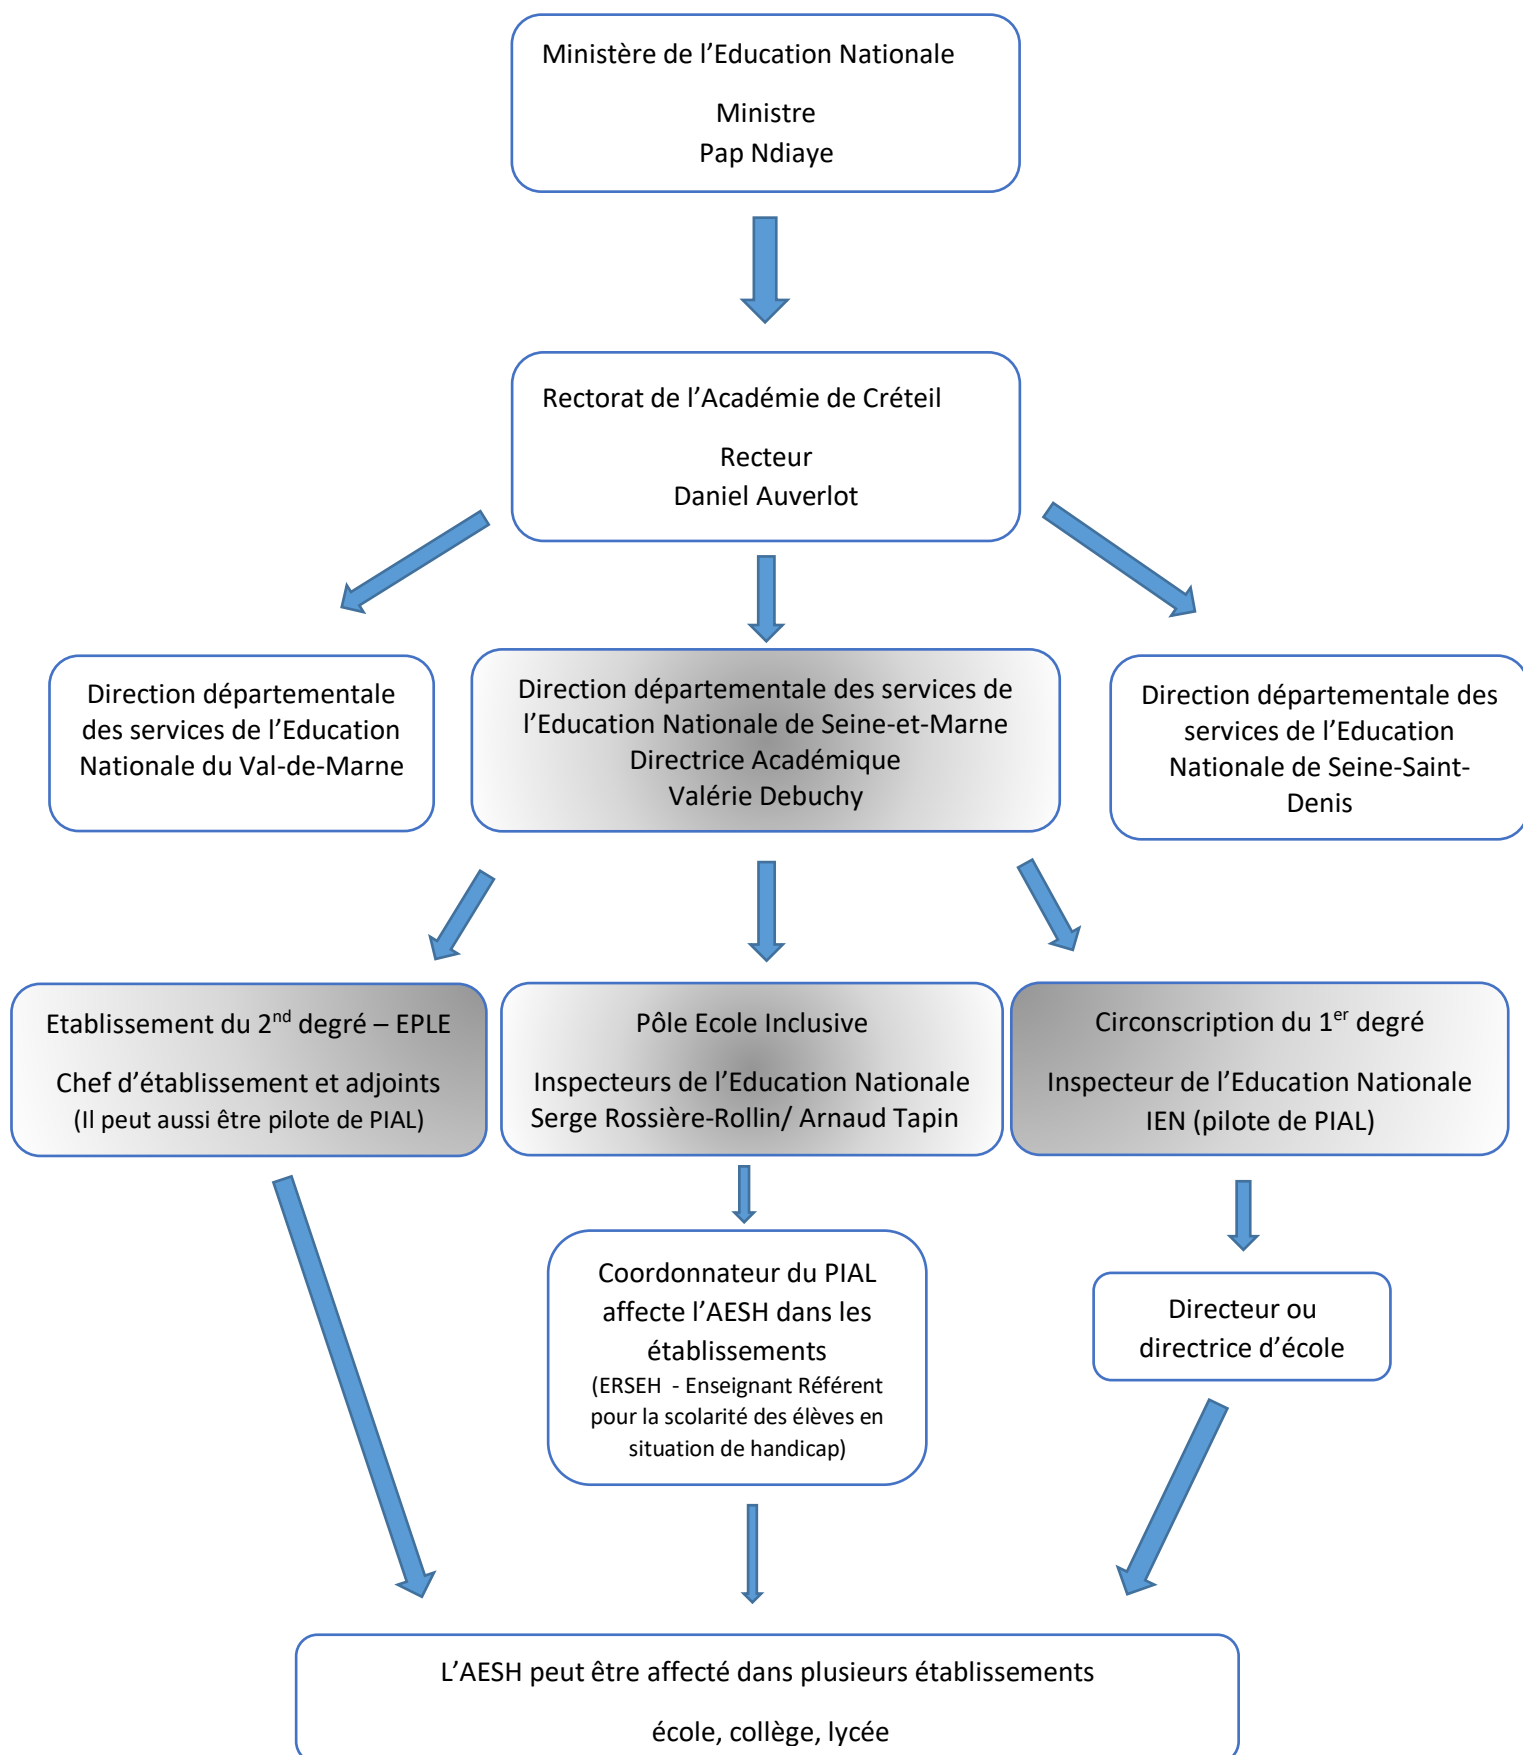 Ministère de l’Education Nationale
Ministre
Pap Ndiaye
Rectorat de l’Académie de Créteil
Recteur
Daniel Auverlot
Direction départementale
des services de l’Education
Nationale du Val-de-Marne
Direction départementale des services de
l’Education Nationale de Seine-et-Marne
Directrice Académique
Valérie Debuchy
Direction départementale des
services de l’Education
Nationale de Seine-Saint-
Denis
Etablissement du 2nd degré – EPLE
Chef d’établissement et adjoints
(Il peut aussi être pilote de PIAL)
Pôle Ecole Inclusive
Inspecteurs de l’Education Nationale
Serge Rossière-Rollin/ Arnaud Tapin
Circonscription du 1er degré
Inspecteur de l’Education Nationale
IEN (pilote de PIAL)
Coordonnateur du PIAL
affecte l’AESH dans les
établissements
(ERSEH - Enseignant Référent
pour la scolarité des élèves en
situation de handicap)
Directeur ou
directrice d’école
L’AESH peut être affecté dans plusieurs établissements
école, collège, lycée